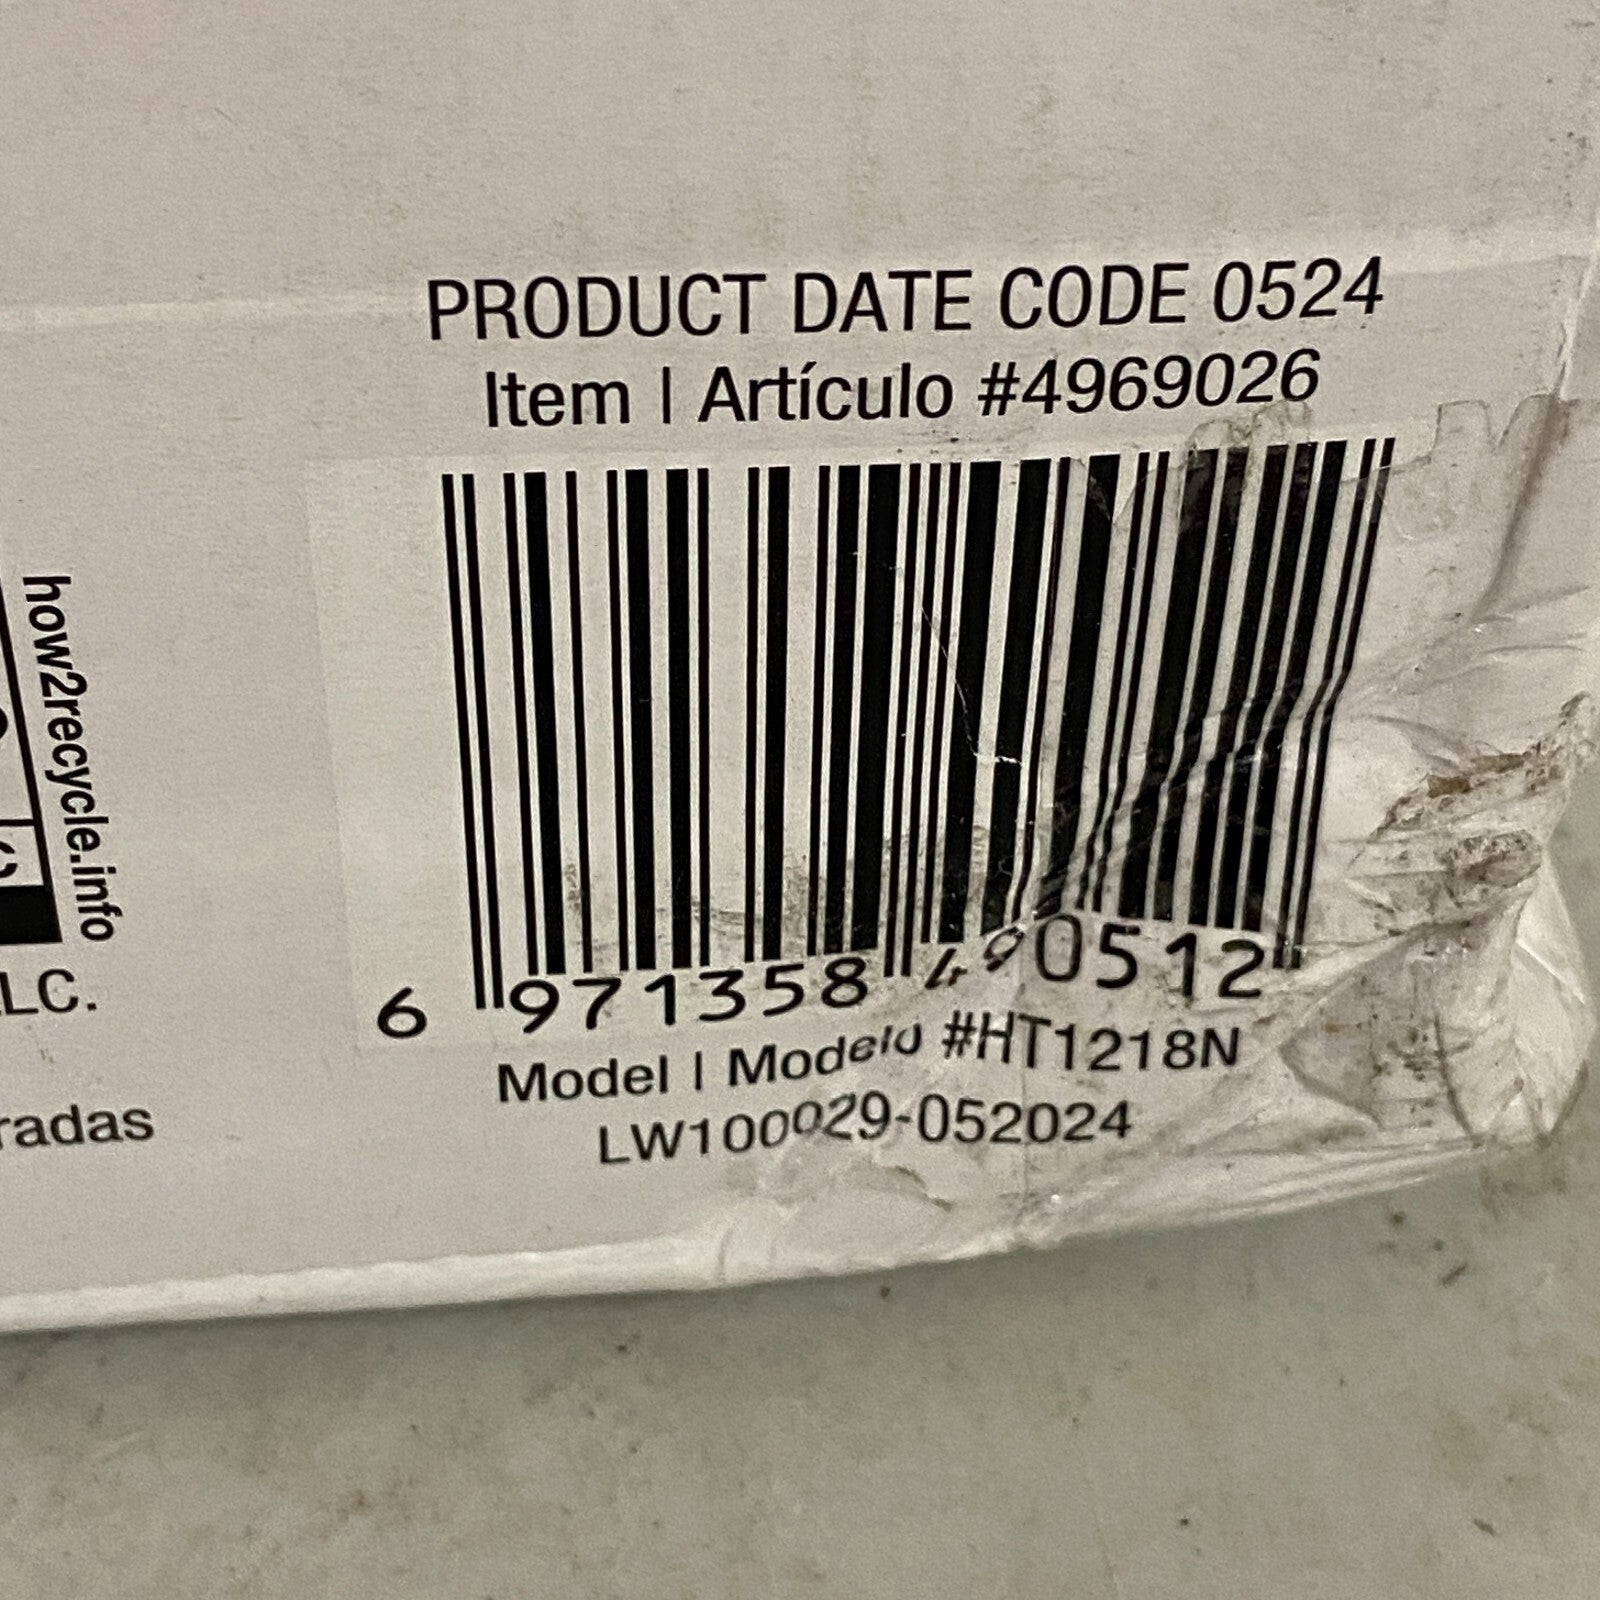 PRODUCT DATE CODE 0524
Item | Artículo #4969026
how2recycle.info
6 971358 490512
LC.
Model | Modelo #HT1218N
radas
LW100029-052024